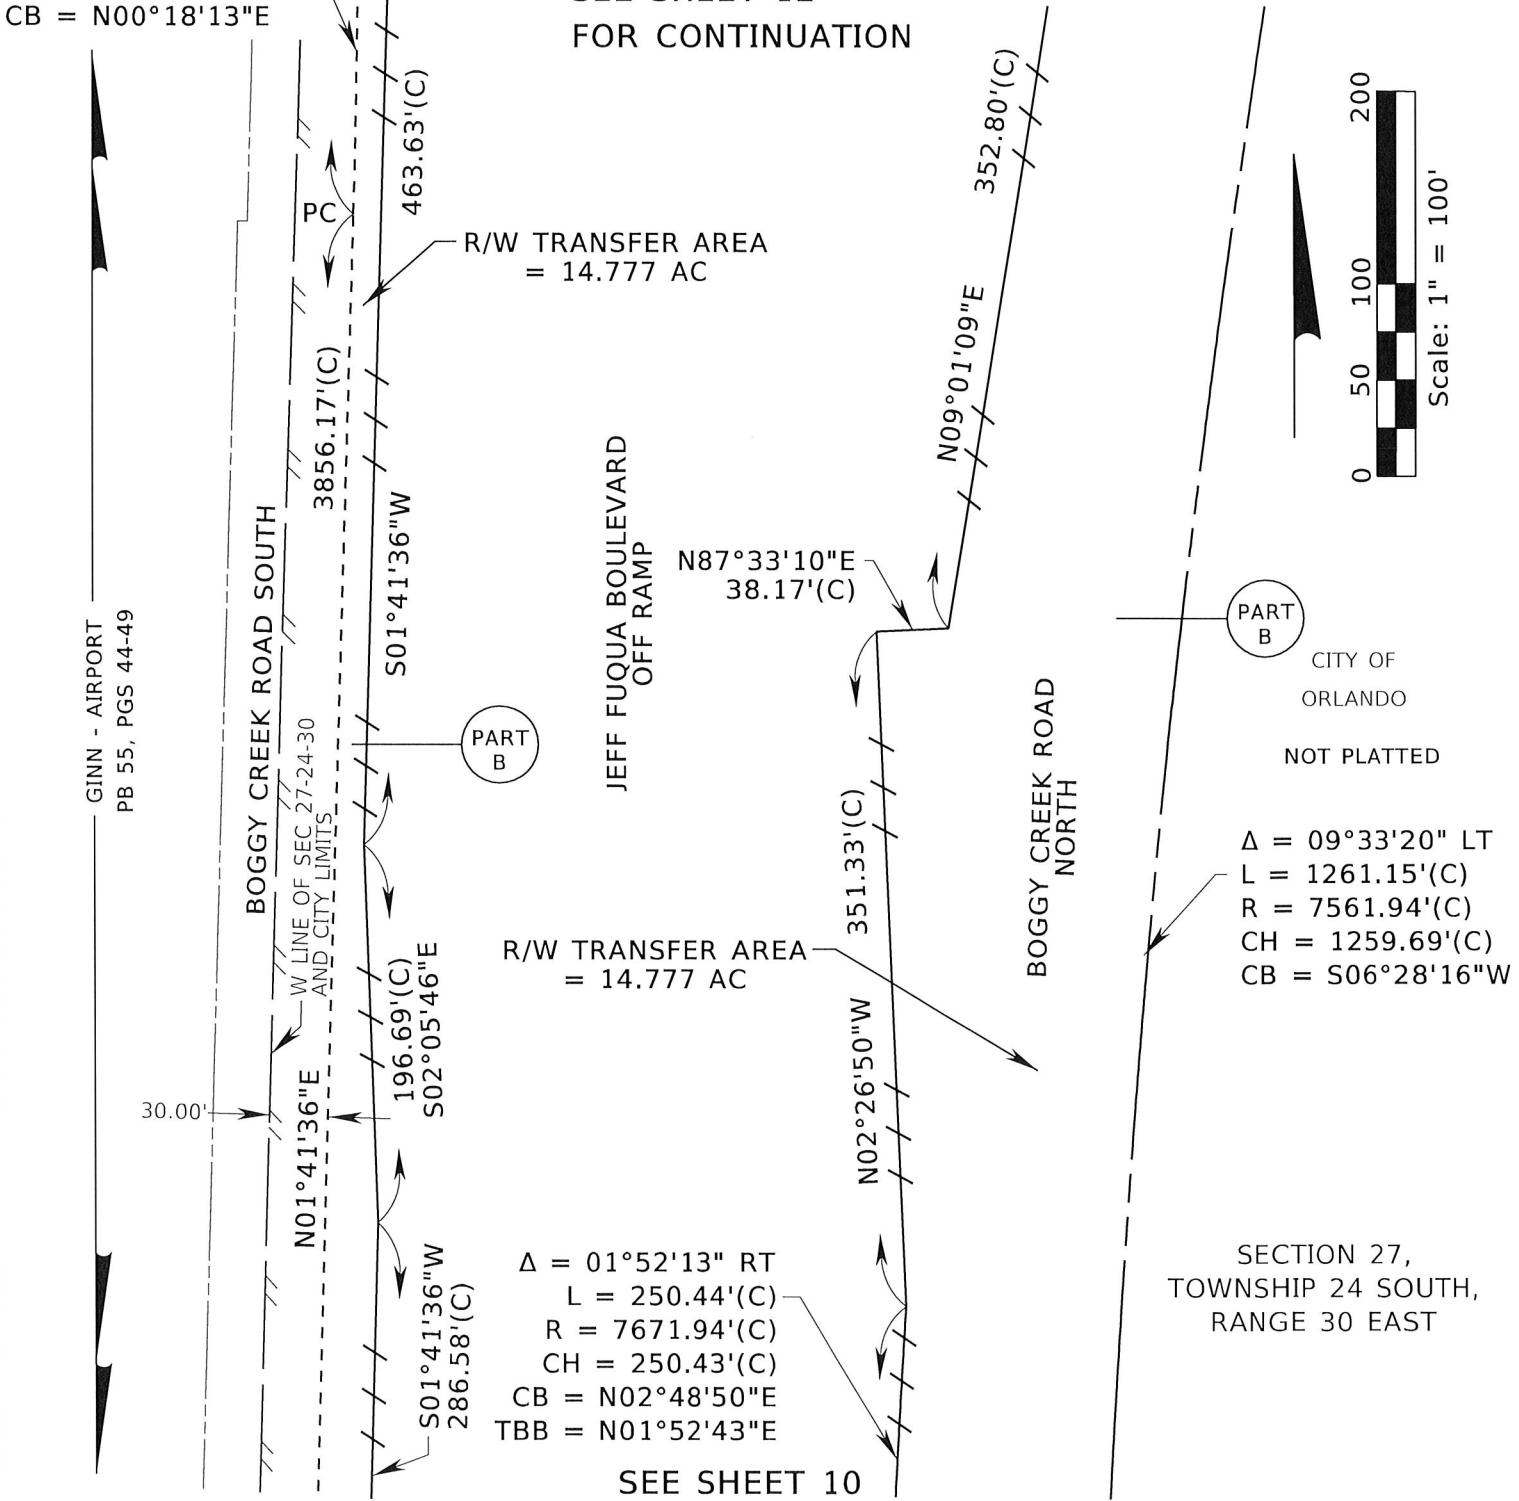 CB = N00°18'13"E
FOR CONTINUATION
463.63'(C)
352.80'(C)
PC
R/W TRANSFER AREA
= 14.777 AC
200
100
50
0
Scale: 1" = 100'
3856.17'(C)
N09°01'09"E
S01°41'36"W
JEFF FUQUA BOULEVARD
OFF RAMP
N87°33'10"E
38.17'(C)
GINN - AIRPORT
PB 55, PGS 44-49
BOGGY CREEK ROAD SOUTH
PART
B
PART
B
CITY OF
ORLANDO
NOT PLATTED
W LINE OF SEC 27-24-30
AND CITY LIMITS
351.33'(C)
BOGGY CREEK ROAD
NORTH
Δ = 09°33'20" LT
L = 1261.15'(C)
R = 7561.94'(C)
CH = 1259.69'(C)
CB = S06°28'16"W
R/W TRANSFER AREA
= 14.777 AC
196.69'(C)
S02°05'46"E
N02°26'50"W
30.00'
N01°41'36"E
S01°41'36"W
286.58'(C)
Δ = 01°52'13" RT
L = 250.44'(C)
R = 7671.94'(C)
CH = 250.43'(C)
CB = N02°48'50"E
TBB = N01°52'43"E
SECTION 27,
TOWNSHIP 24 SOUTH,
RANGE 30 EAST
SEE SHEET 10